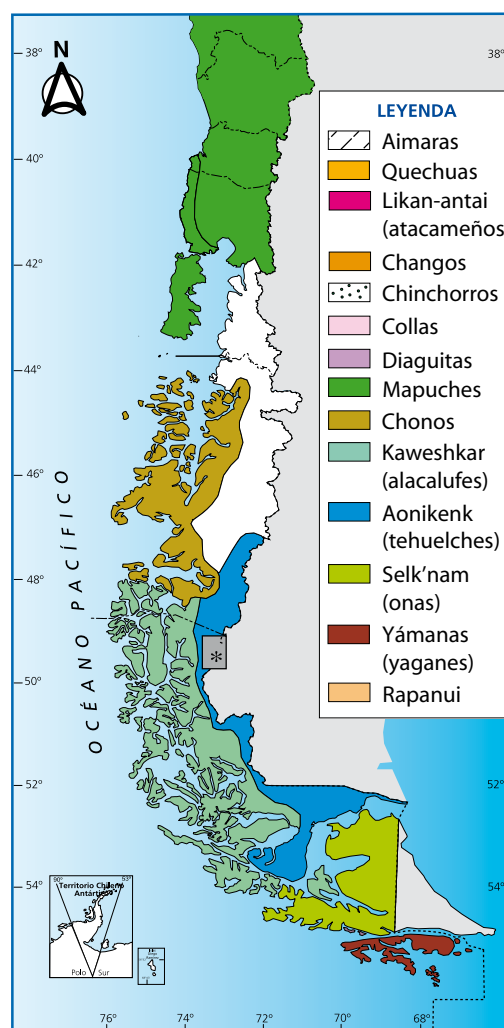 38°
38°
N
40°
42°
44°
46°
48°
50°
52°
52°
54°
54°
LEYENDA
Aimaras
Quechuas
Likan-antai
(atacameños)
Changos
Chinchorros
Collas
Diaguitas
Mapuches
Chonos
Kaweshkar
(alacalufes)
Aonikenk
(tehuelches)
Selk'nam
(onas)
Yámanas
(yaganes)
Rapanui
OCÉANO PACÍFICO
*
90°
53°
Territorio Chileno
Antártico
Polo Sur
76°
74°
72°
70°
68°